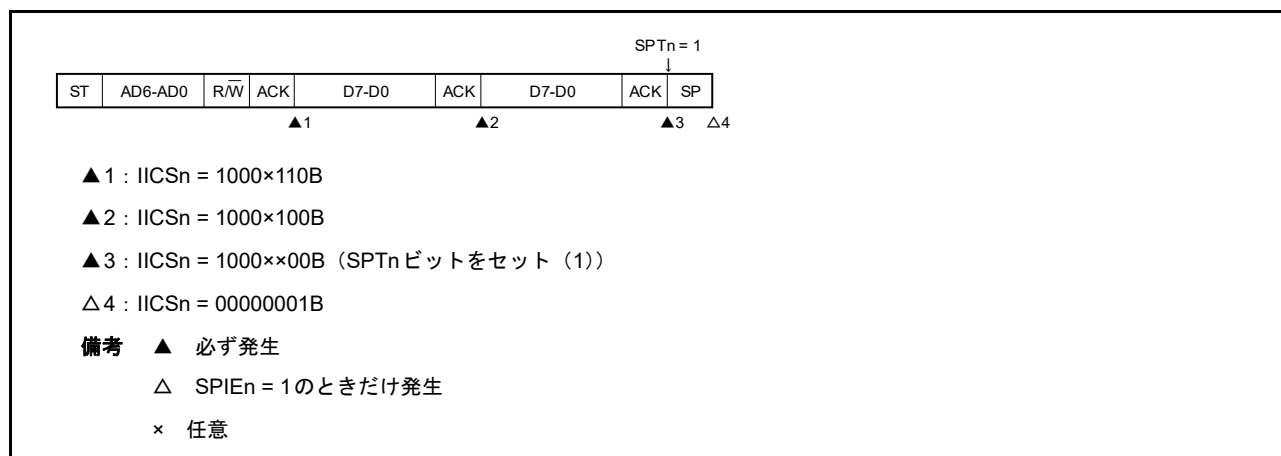 SPTn = 1
↓
ST AD6-AD0 R/W̅ ACK D7-D0 ACK D7-D0 ACK SP
▲1 ▲2 ▲3 △4
▲1：IICSn = 1000×110B
▲2：IICSn = 1000×100B
▲3：IICSn = 1000××00B（SPTnビットをセット（1））
△4：IICSn = 00000001B
備考 ▲ 必ず発生
△ SPIEn = 1のときだけ発生
× 任意